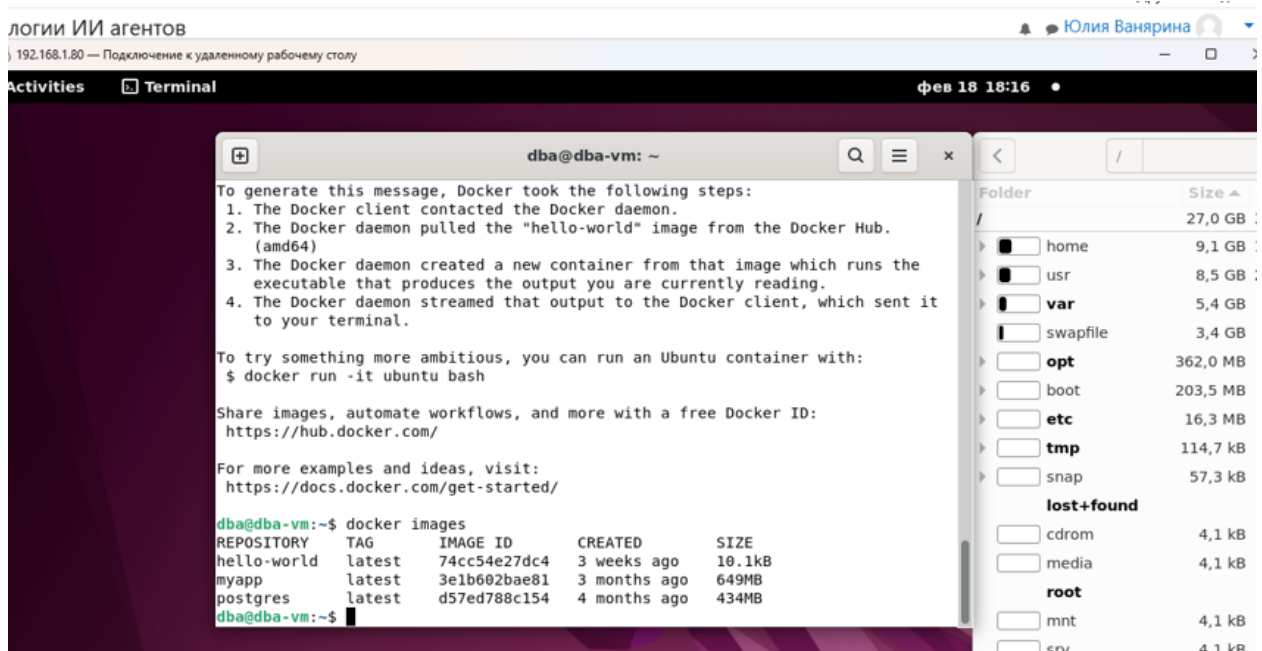 логии ИИ агентов
Юлия Ванярина
192.168.1.80 — Подключение к удаленному рабочему столу
Activities Terminal фев 18 18:16
dba@dba-vm: ~
To generate this message, Docker took the following steps:
1. The Docker client contacted the Docker daemon.
2. The Docker daemon pulled the "hello-world" image from the Docker Hub.
(amd64)
3. The Docker daemon created a new container from that image which runs the
executable that produces the output you are currently reading.
4. The Docker daemon streamed that output to the Docker client, which sent it
to your terminal.
To try something more ambitious, you can run an Ubuntu container with:
$ docker run -it ubuntu bash
Share images, automate workflows, and more with a free Docker ID:
https://hub.docker.com/
For more examples and ideas, visit:
https://docs.docker.com/get-started/
dba@dba-vm:~$ docker images
REPOSITORY TAG IMAGE ID CREATED SIZE
hello-world latest 74cc54e27dc4 3 weeks ago 10.1kB
myapp latest 3e1b602bae81 3 months ago 649MB
postgres latest d57ed788c154 4 months ago 434MB
dba@dba-vm:~$
/
Folder Size
/ 27,0 GB
home 9,1 GB
usr 8,5 GB
var 5,4 GB
swapfile 3,4 GB
opt 362,0 MB
boot 203,5 MB
etc 16,3 MB
tmp 114,7 kB
snap 57,3 kB
lost+found
cdrom 4,1 kB
media 4,1 kB
root
mnt 4,1 kB
srv 4,1 kB